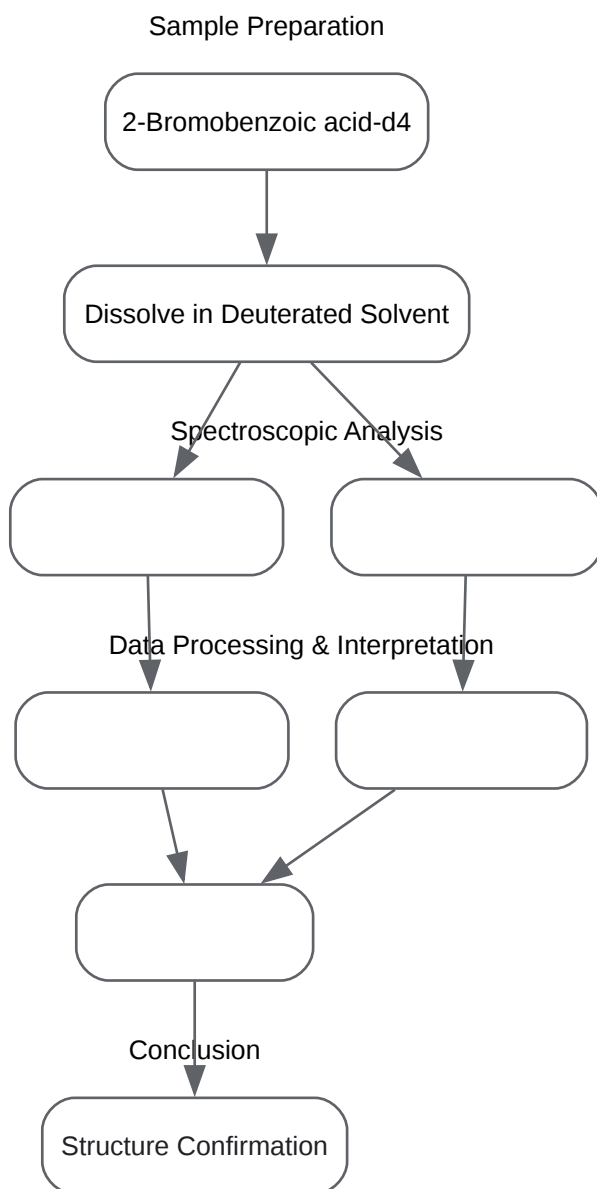 Sample Preparation
2-Bromobenzoic acid-d4
Dissolve in Deuterated Solvent
Spectroscopic Analysis
Data Processing & Interpretation
Conclusion
Structure Confirmation